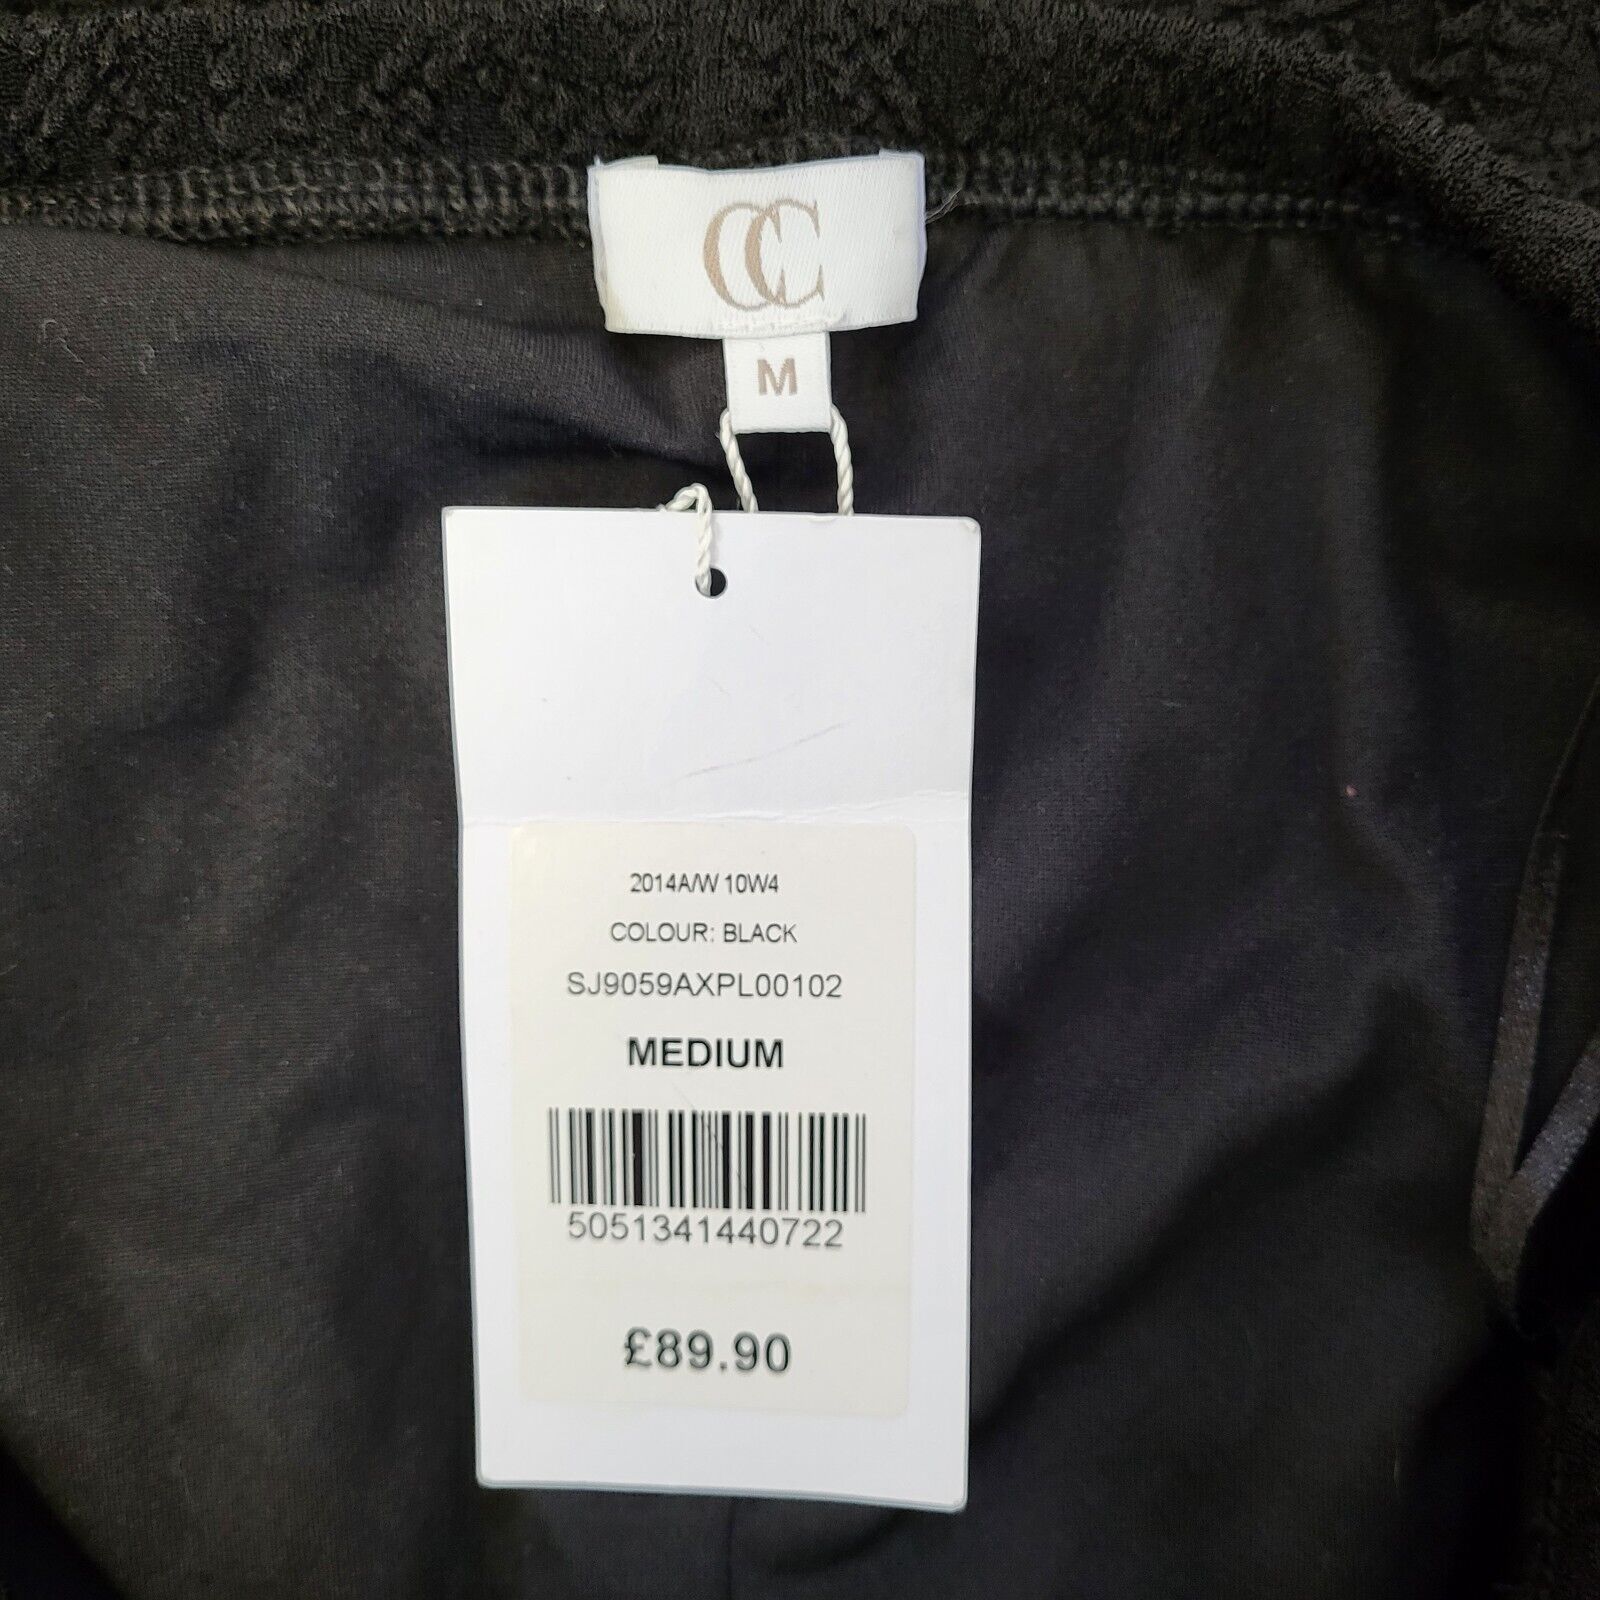 CC
M
2014A/W 10W4
COLOUR: BLACK
SJ9059AXPL00102
MEDIUM
5051341440722
£89.90